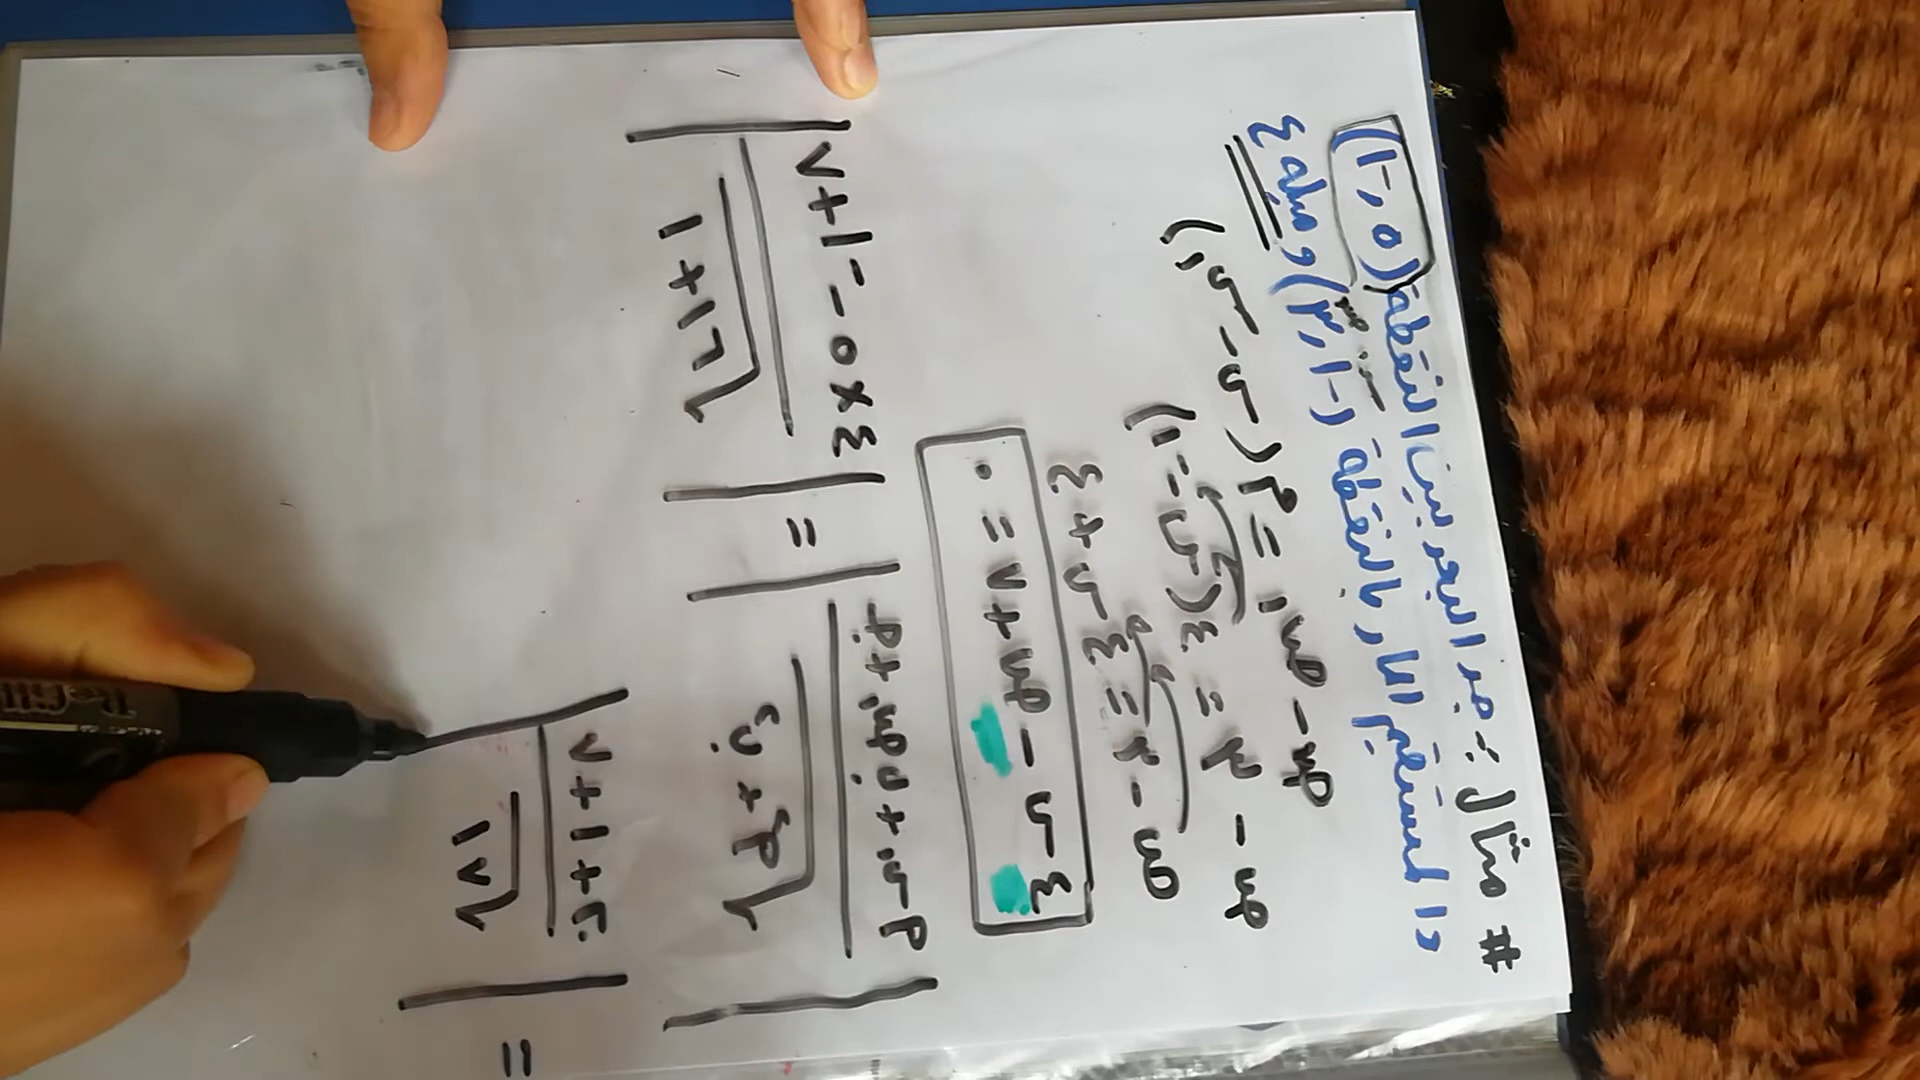 # مثال :- جد البعد بين النقطة (٥ ، -١)
والمستقيم المار بالنقطة (-١ ، ٣) وميله ٤
س١ ص١
ص - ص١ = م(س - س١)
ص - ٣ = ٤(س - -١)
ص - ٣ = ٤س + ٤
٤س - ص + ٧ = ٠
| أس١ + ب ص١ + جـ / √أ² + ب² | = | ٤×٥ - -١ + ٧ / √١٦+١ |
= | ٢٠+١+٧ / √١٧ |